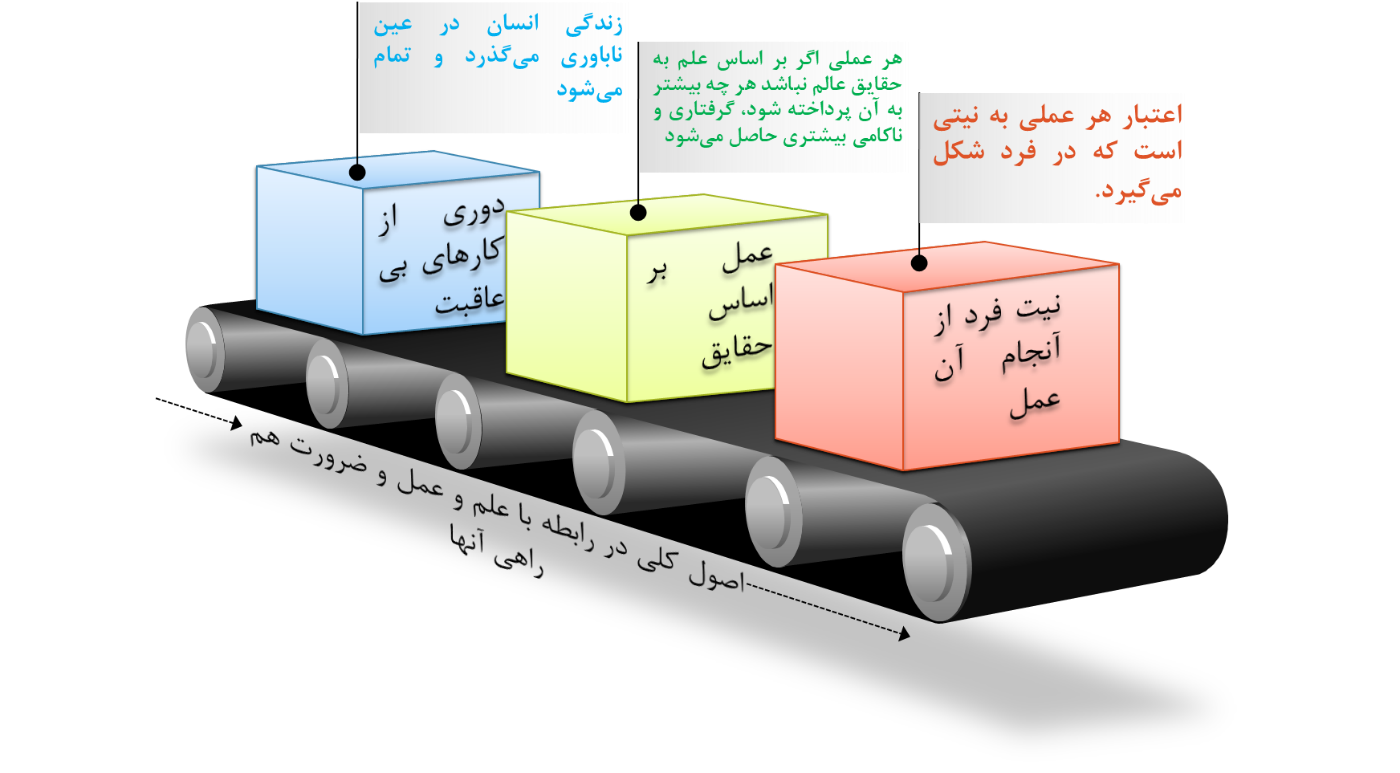 زندگی انسان در عین
ناباوری می‌گذرد و تمام
می‌شود
هر عملی اگر بر اساس علم به
حقایق عالم نباشد هر چه بیشتر
به آن پرداخته شود، گرفتاری و
ناکامی بیشتری حاصل می‌شود
اعتبار هر عملی به نیتی
است که در فرد شکل
می‌گیرد.
دوری از
کارهای بی
عاقبت
عمل بر
اساس
حقایق
نیت فرد از
آنجام آن
عمل
اصول کلی در رابطه با علم و عمل و ضرورت هم
راهی آنها